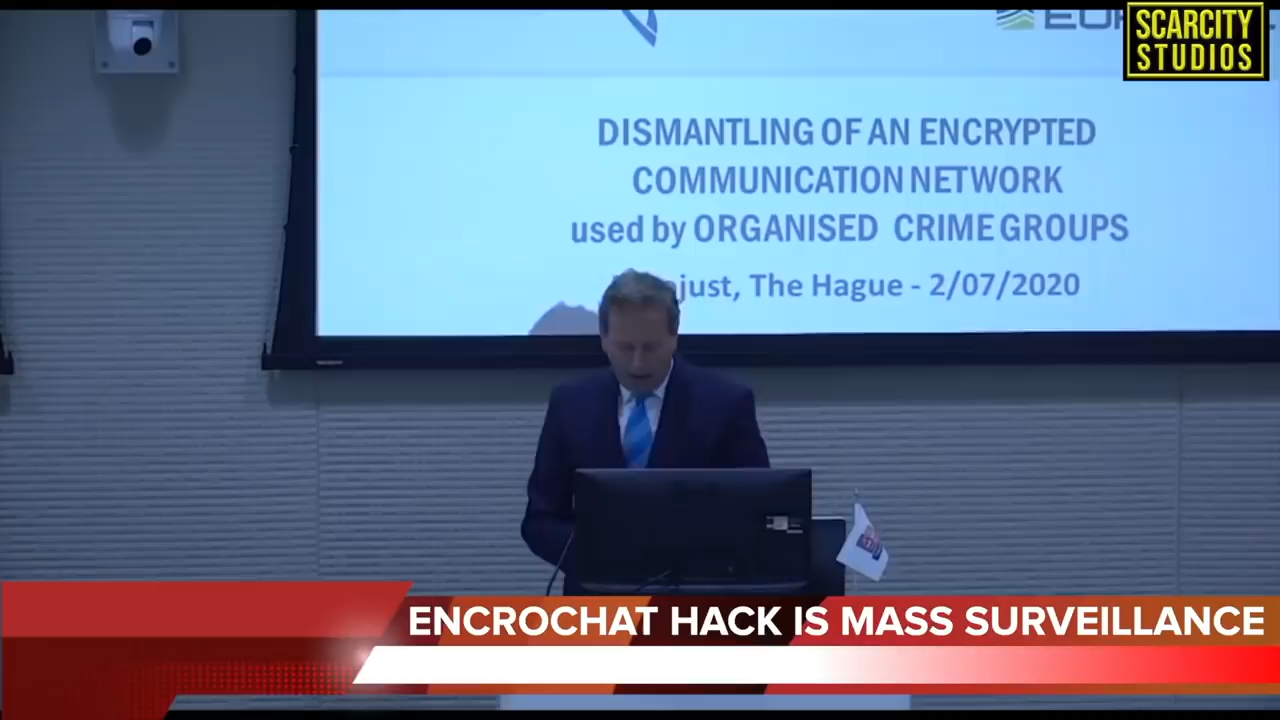 SCARCITY
STUDIOS
DISMANTLING OF AN ENCRYPTED
COMMUNICATION NETWORK
used by ORGANISED CRIME GROUPS
just, The Hague - 2/07/2020
ENCROCHAT HACK IS MASS SURVEILLANCE